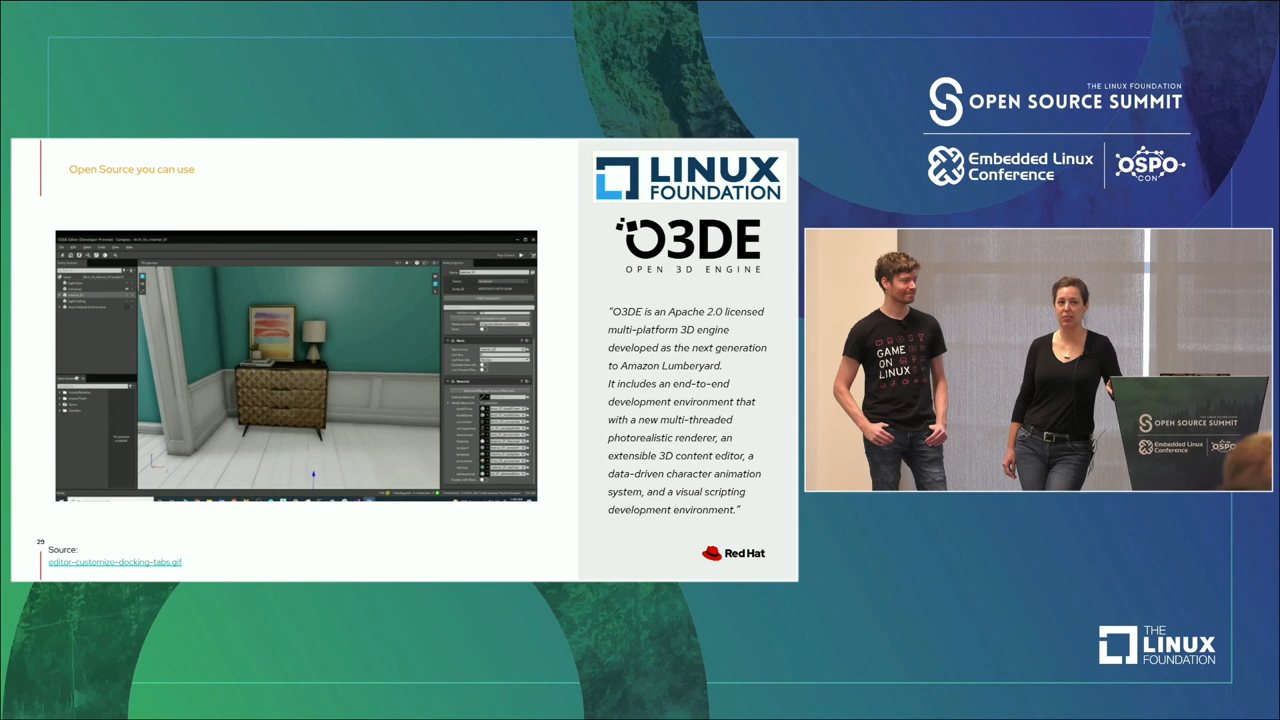 THE LINUX FOUNDATION
OPEN SOURCE SUMMIT
Embedded Linux
Conference
OSPO
CON
Open Source you can use
LINUX
FOUNDATION
O3DE
OPEN 3D ENGINE
"O3DE is an Apache 2.0 licensed
multi-platform 3D engine
developed as the next generation
to Amazon Lumberyard.
It includes an end-to-end
development environment that
with a new multi-threaded
photorealistic renderer, an
extensible 3D content editor, a
data-driven character animation
system, and a visual scripting
development environment."
29
Source:
editor-customize-docking-tabs.gif
Red Hat
GAME
ON
LINUX
THE LINUX FOUNDATION
OPEN SOURCE SUMMIT
Embedded Linux
Conference
OSPO
THE
LINUX
FOUNDATION